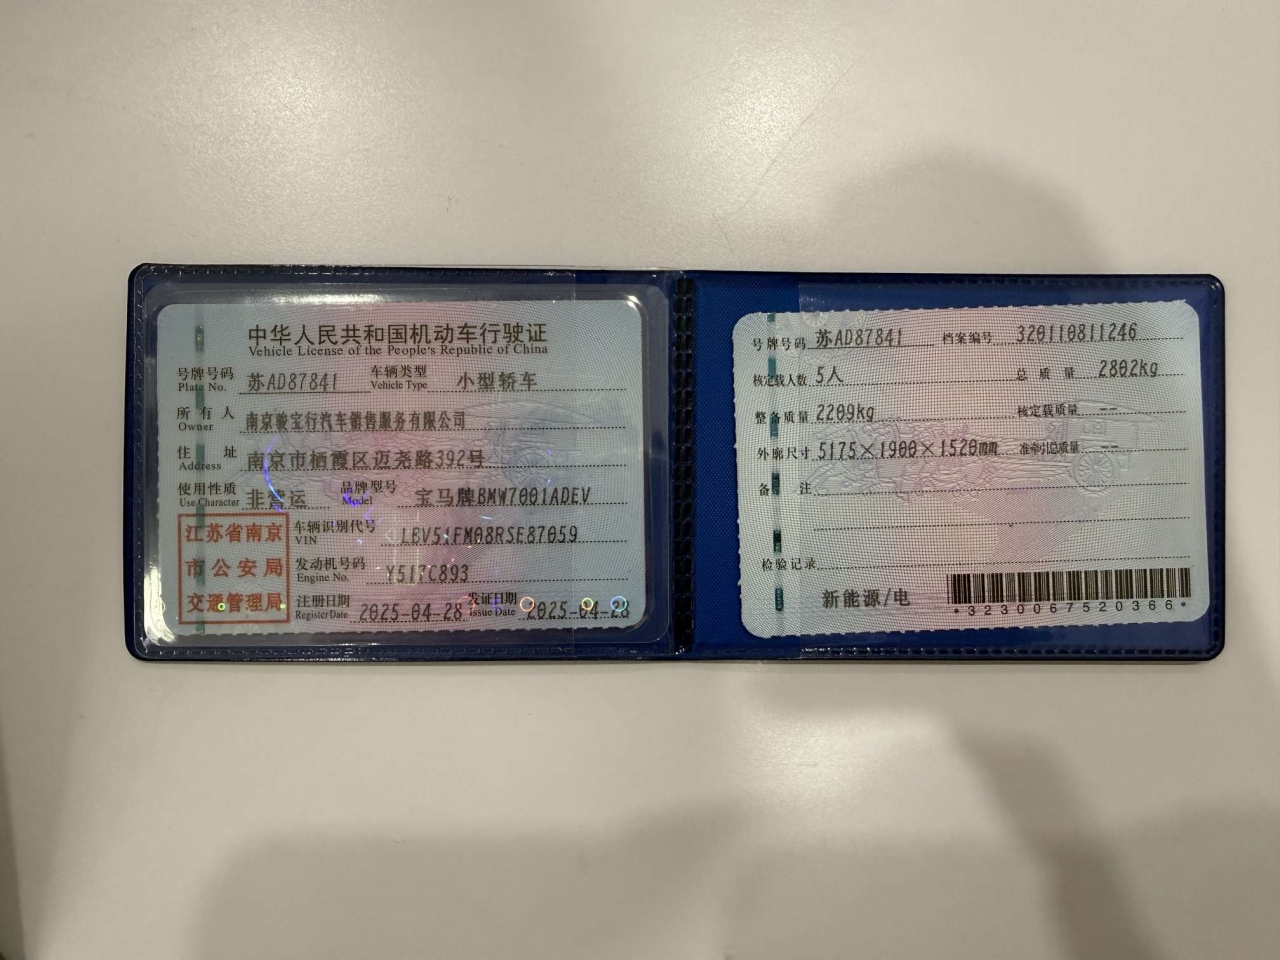 中华人民共和国机动车行驶证
Vehicle License of the People's Republic of China
号牌号码 苏AD87841 车辆类型 小型轿车
Plate No. Vehicle Type
所有人 南京骏宝行汽车销售服务有限公司
Owner
住址 南京市栖霞区迈尧路392号
Address
使用性质 非营运 品牌型号 宝马牌BMW7001ADEV
Use Character Model
江苏省南京
市公安局
交通管理局
车辆识别代号 LBV51FM08RSE87059
VIN
发动机号码 Y517C893
Engine No.
注册日期 2025-04-28 发证日期 2025-04-28
Register Date Issue Date
号牌号码 苏AD87841 档案编号 320110811246
核定载人数 5人 总质量 2802kg
整备质量 2209kg 核定载质量 --
外廓尺寸 5175×1900×1520mm 准牵引总质量 --
备注
检验记录
新能源/电
*3230067520366*